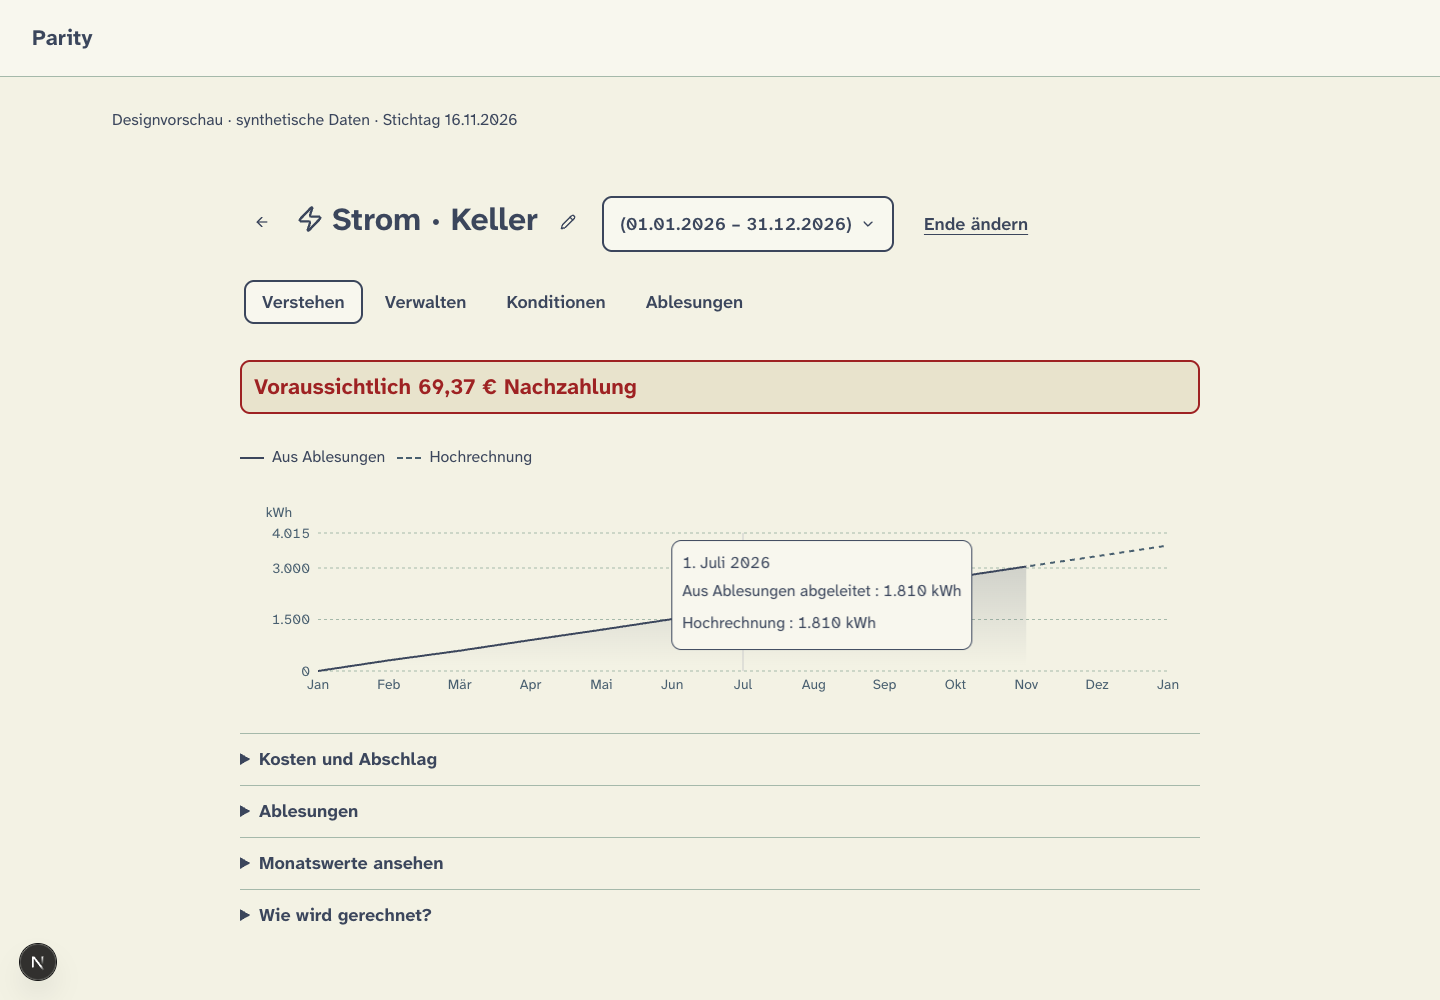 Parity
Designvorschau · synthetische Daten · Stichtag 16.11.2026
Strom · Keller
(01.01.2026 – 31.12.2026)
Ende ändern
Verstehen
Verwalten
Konditionen
Ablesungen
Voraussichtlich 69,37 € Nachzahlung
Aus Ablesungen
Hochrechnung
kWh
4.015
3.000
1.500
0
1. Juli 2026
Aus Ablesungen abgeleitet : 1.810 kWh
Hochrechnung : 1.810 kWh
Jan Feb Mär Apr Mai Jun Jul Aug Sep Okt Nov Dez Jan
Kosten und Abschlag
Ablesungen
Monatswerte ansehen
Wie wird gerechnet?
N